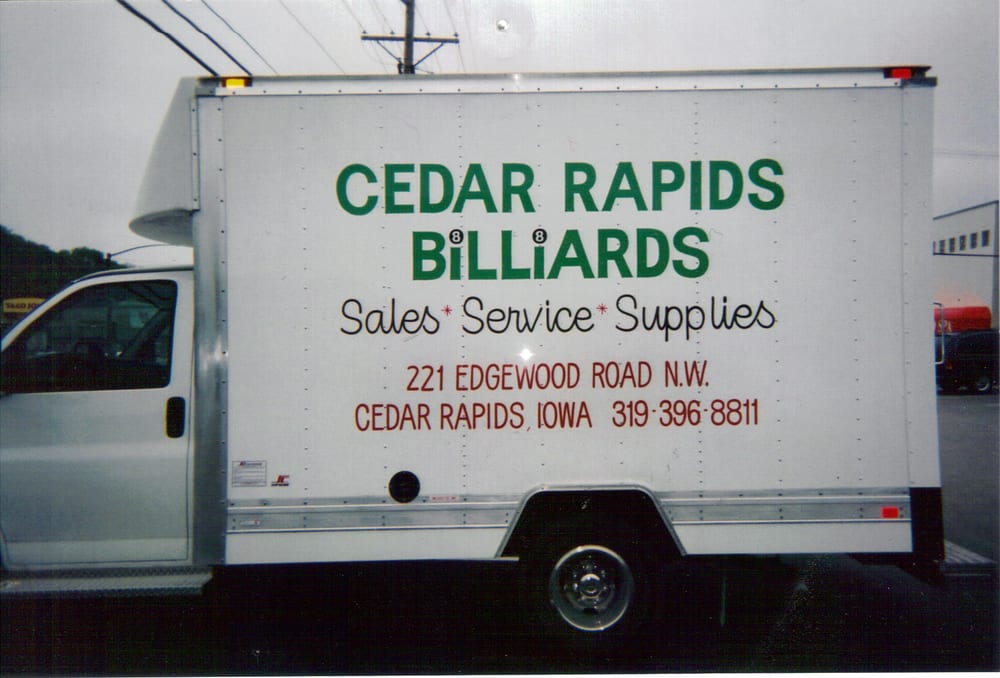 CEDAR RAPIDS
BiLLiARDS
Sales * Service * Supplies
221 EDGEWOOD ROAD N.W.
CEDAR RAPIDS, IOWA 319-396-8811